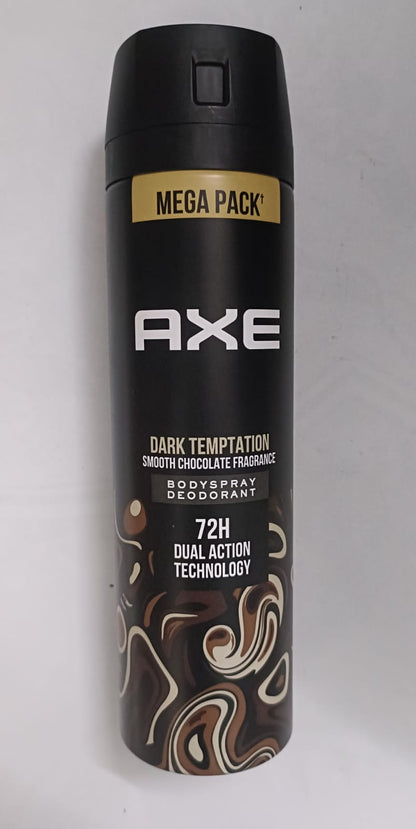 MEGA PACK†
AXE
DARK TEMPTATION
SMOOTH CHOCOLATE FRAGRANCE
BODYSPRAY
DEODORANT
72H
DUAL ACTION
TECHNOLOGY